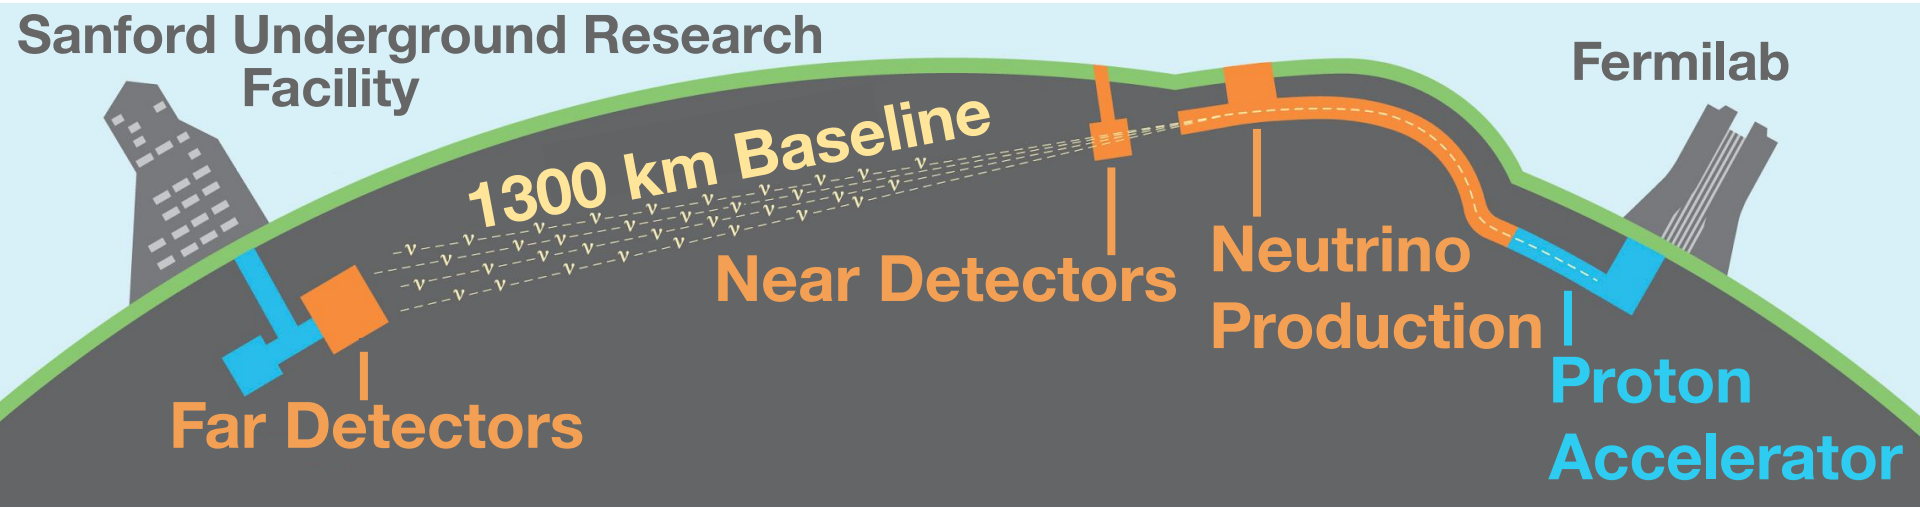 Sanford Underground Research
Facility
Fermilab
1300 km Baseline
ν ν ν ν ν ν ν ν ν ν ν ν ν ν ν ν ν ν ν ν ν ν ν ν ν ν ν ν ν ν ν
Near Detectors
Neutrino
Production
Proton
Accelerator
Far Detectors